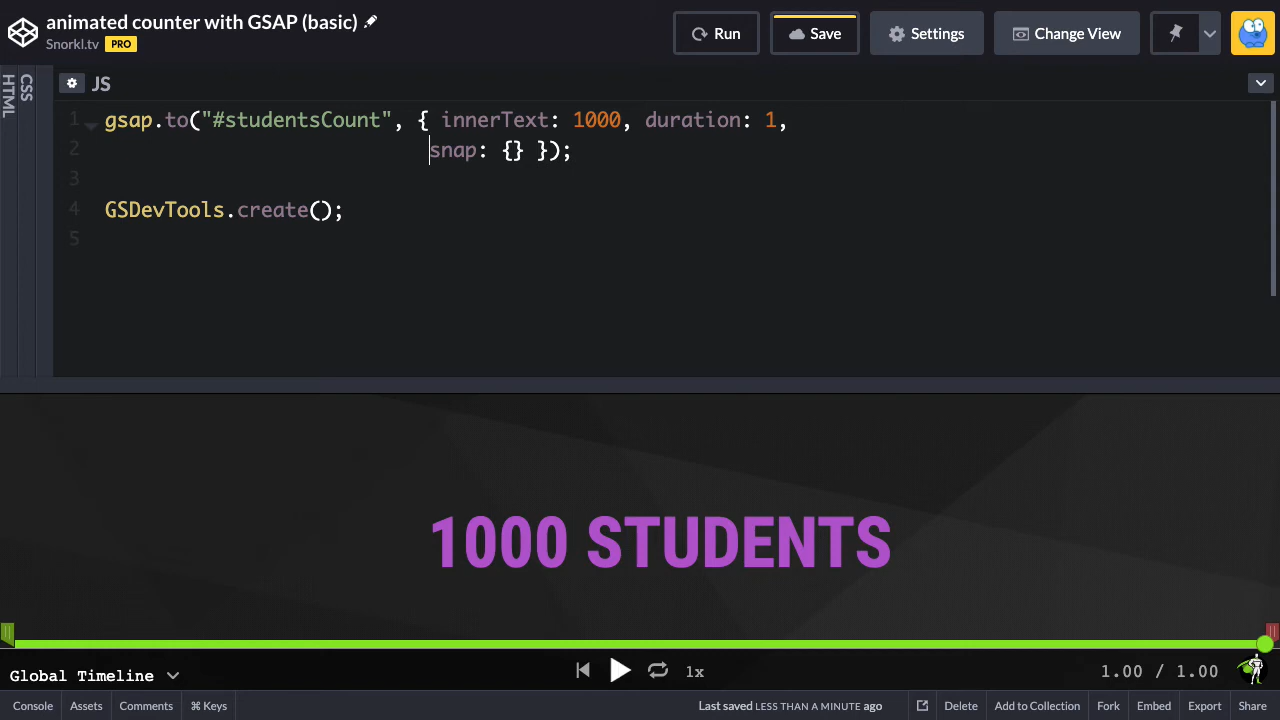 animated counter with GSAP (basic)
Snorkl.tv PRO
Run
Save
Settings
Change View
HTML
CSS
JS
1 gsap.to("#studentsCount", { innerText: 1000, duration: 1,
2 snap: {} });
3
4 GSDevTools.create();
5
1000 STUDENTS
Global Timeline
1x
1.00 / 1.00
Console
Assets
Comments
⌘ Keys
Last saved LESS THAN A MINUTE ago
Delete
Add to Collection
Fork
Embed
Export
Share